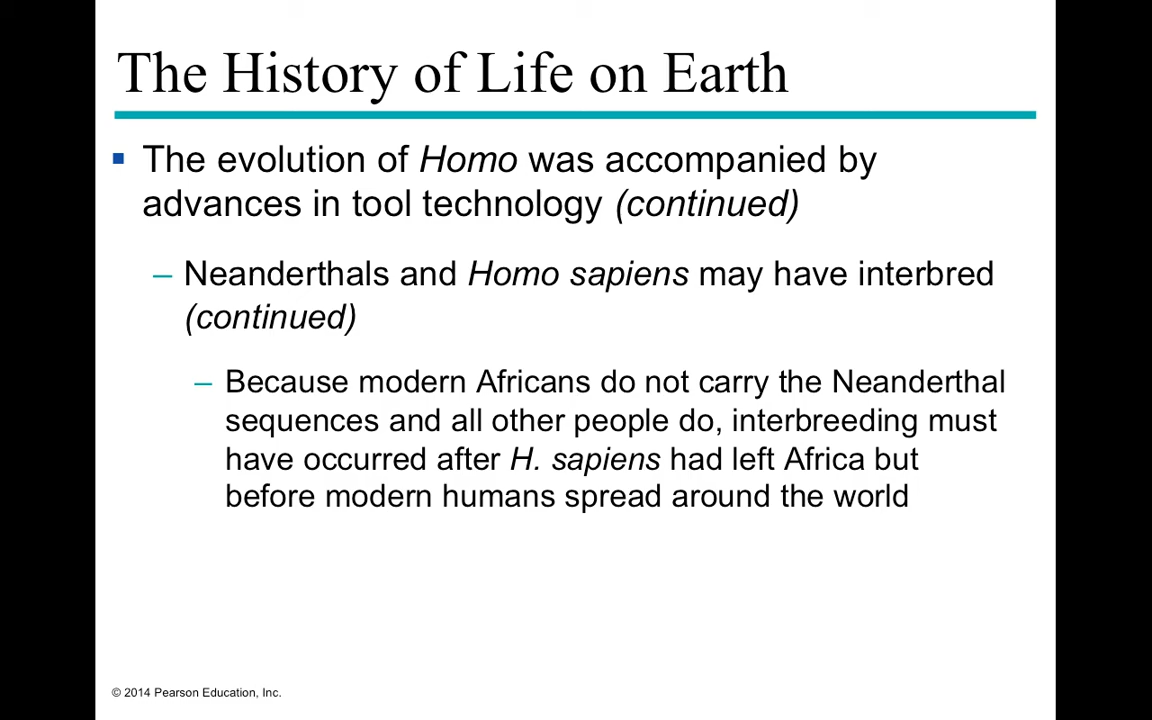 The History of Life on Earth
▪ The evolution of Homo was accompanied by
advances in tool technology (continued)
– Neanderthals and Homo sapiens may have interbred
(continued)
– Because modern Africans do not carry the Neanderthal
sequences and all other people do, interbreeding must
have occurred after H. sapiens had left Africa but
before modern humans spread around the world
© 2014 Pearson Education, Inc.